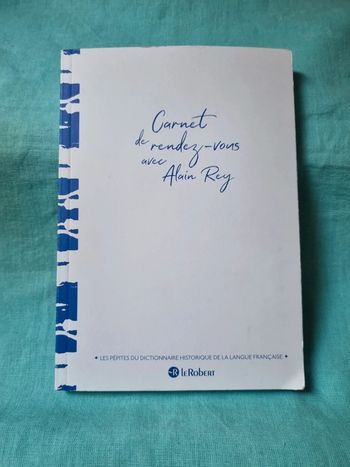 Carnet
de rendez-vous
avec
Alain Rey
• LES PÉPITES DU DICTIONNAIRE HISTORIQUE DE LA LANGUE FRANÇAISE •
R LE ROBERT